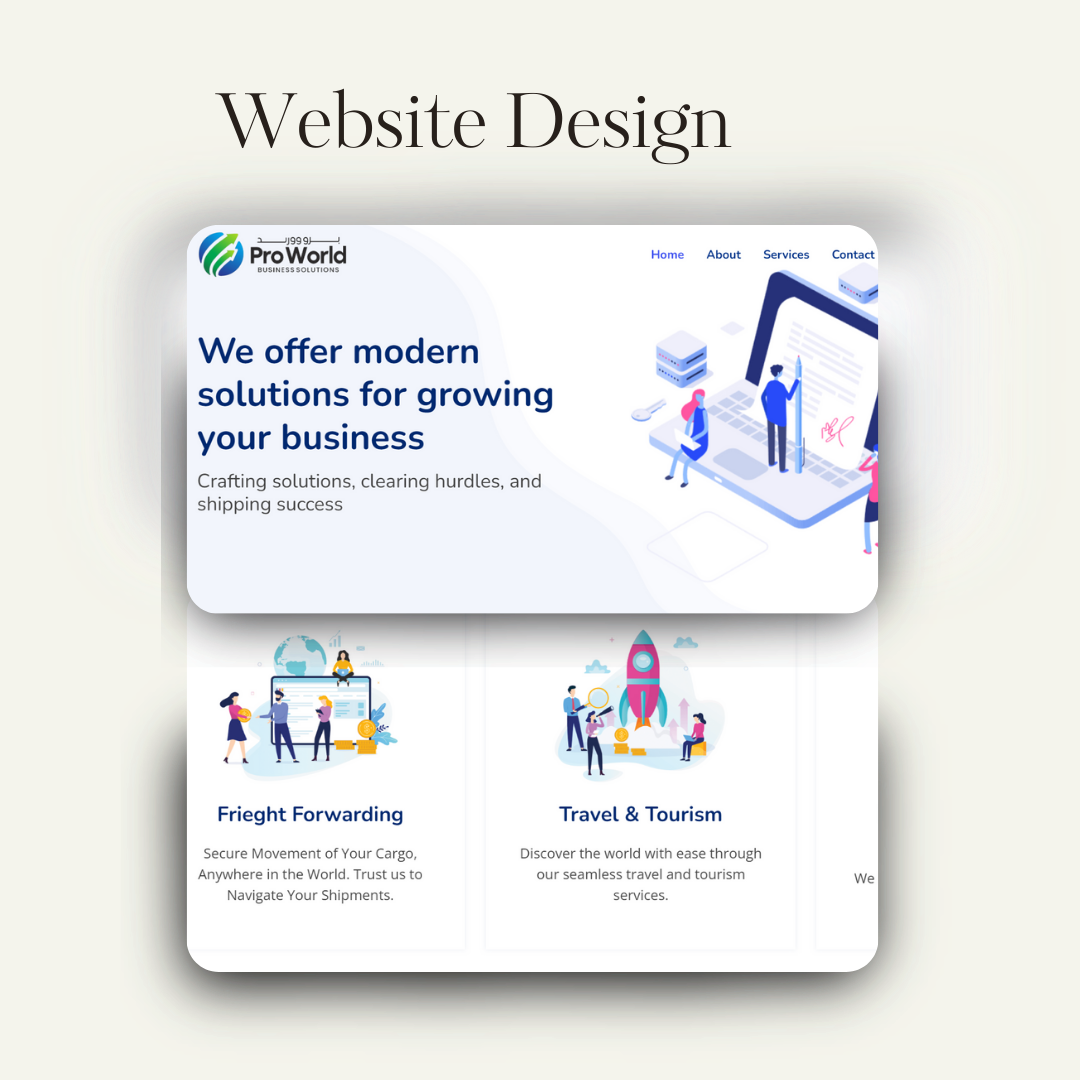 Website Design
Pro World
BUSINESS SOLUTIONS
Home About Services Contact
We offer modern
solutions for growing
your business
Crafting solutions, clearing hurdles, and
shipping success
Frieght Forwarding
Secure Movement of Your Cargo,
Anywhere in the World. Trust us to
Navigate Your Shipments.
Travel & Tourism
Discover the world with ease through
our seamless travel and tourism
services.
We